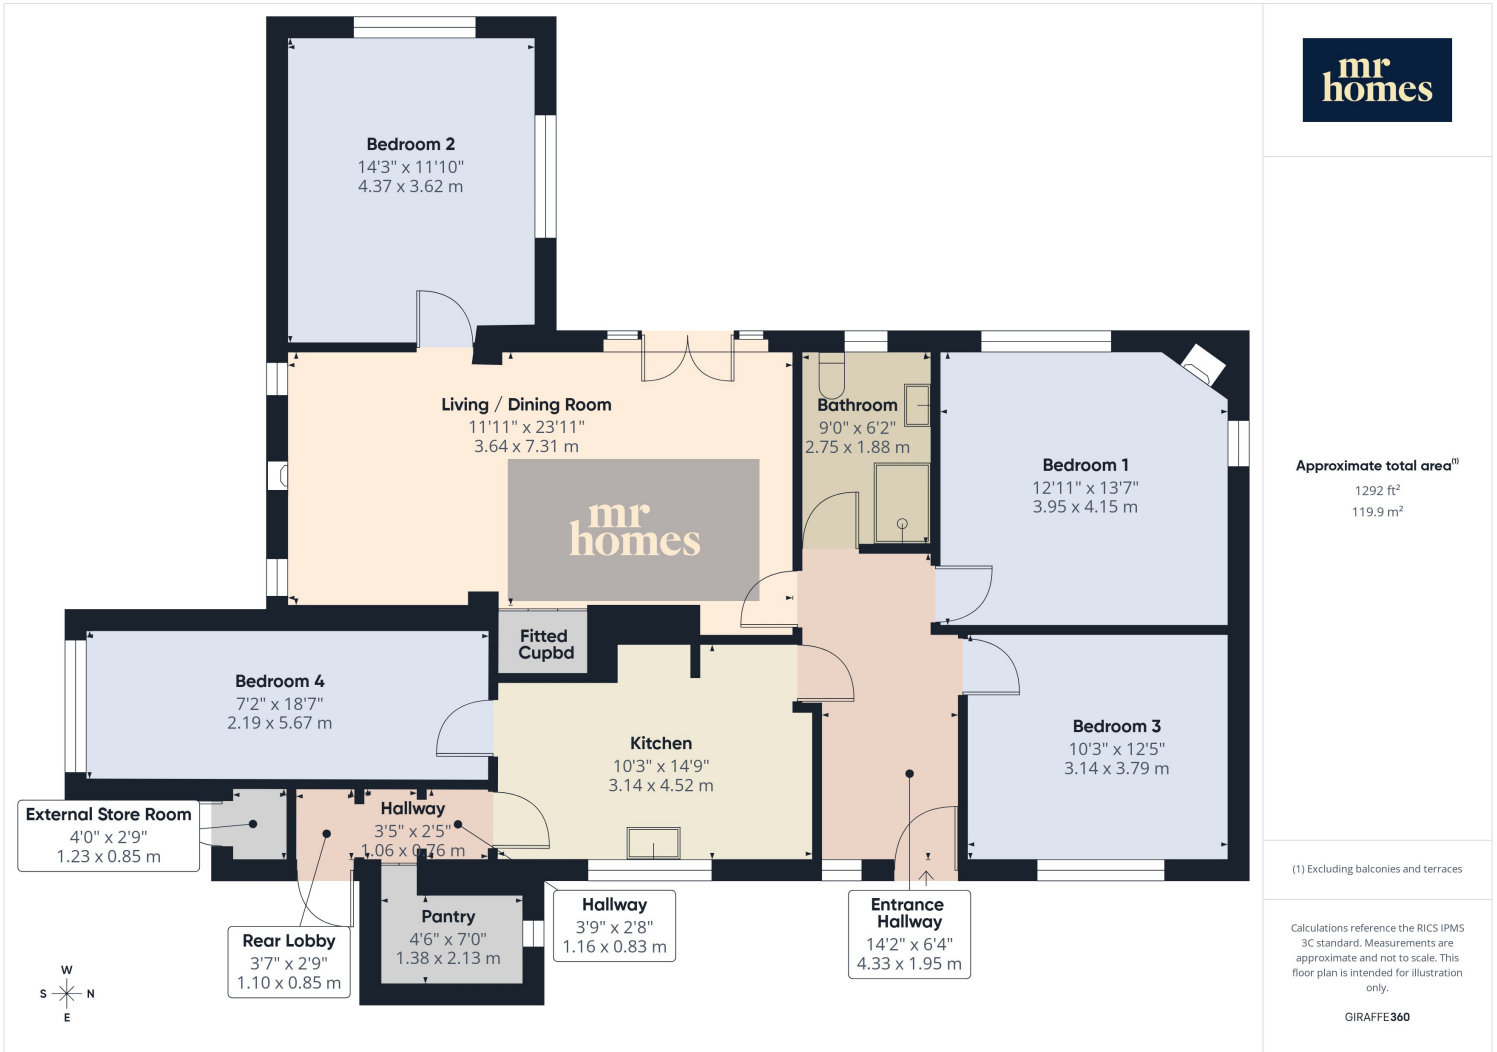 Bedroom 2
14'3" x 11'10"
4.37 x 3.62 m
Living / Dining Room
11'11" x 23'11"
3.64 x 7.31 m
mr
homes
Bathroom
9'0" x 6'2"
2.75 x 1.88 m
Bedroom 1
12'11" x 13'7"
3.95 x 4.15 m
Fitted
Cupbd
Bedroom 4
7'2" x 18'7"
2.19 x 5.67 m
Kitchen
10'3" x 14'9"
3.14 x 4.52 m
Bedroom 3
10'3" x 12'5"
3.14 x 3.79 m
External Store Room
4'0" x 2'9"
1.23 x 0.85 m
Hallway
3'5" x 2'5"
1.06 x 0.76 m
Rear Lobby
3'7" x 2'9"
1.10 x 0.85 m
Pantry
4'6" x 7'0"
1.38 x 2.13 m
Hallway
3'9" x 2'8"
1.16 x 0.83 m
Entrance
Hallway
14'2" x 6'4"
4.33 x 1.95 m
W
S N
E
mr
homes
Approximate total area(1)
1292 ft²
119.9 m²
(1) Excluding balconies and terraces
Calculations reference the RICS IPMS
3C standard. Measurements are
approximate and not to scale. This
floor plan is intended for illustration
only.
GIRAFFE360